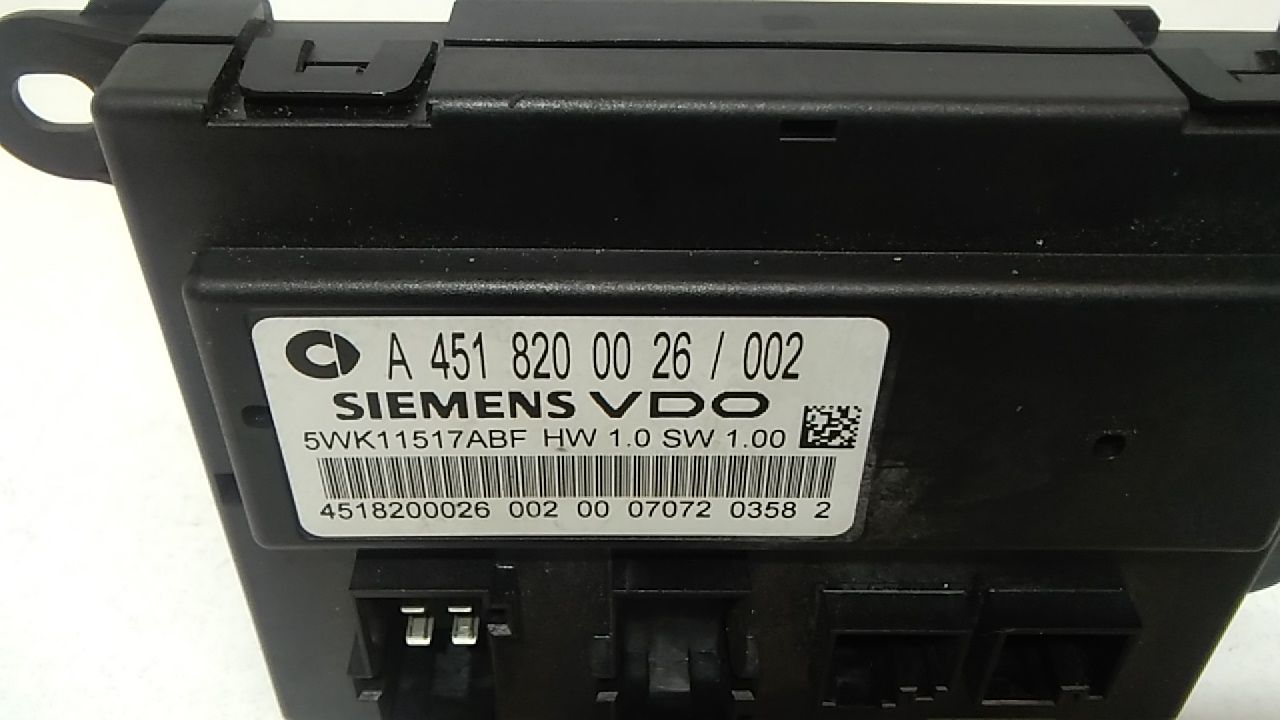 A 451 820 00 26 / 002
SIEMENS VDO
5WK11517ABF HW 1.0 SW 1.00
4518200026 002 00 07072 0358 2